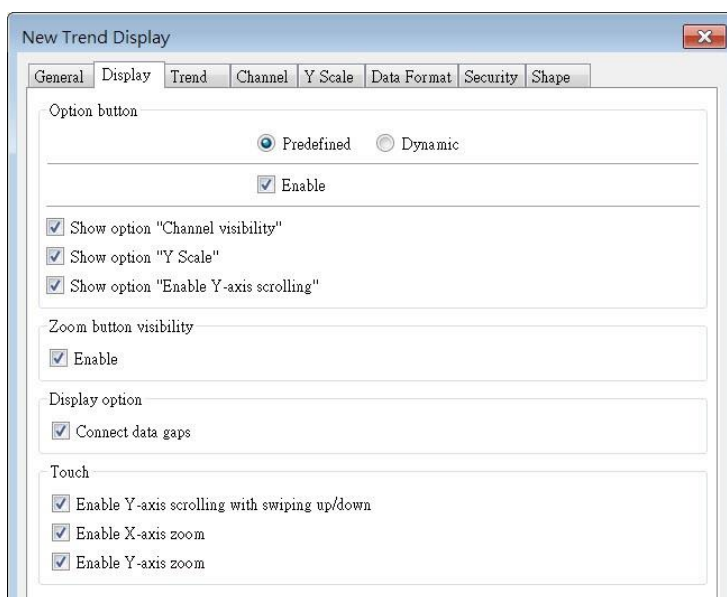 New Trend Display
General Display Trend Channel Y Scale Data Format Security Shape
Option button
Predefined Dynamic
Enable
Show option "Channel visibility"
Show option "Y Scale"
Show option "Enable Y-axis scrolling"
Zoom button visibility
Enable
Display option
Connect data gaps
Touch
Enable Y-axis scrolling with swiping up/down
Enable X-axis zoom
Enable Y-axis zoom